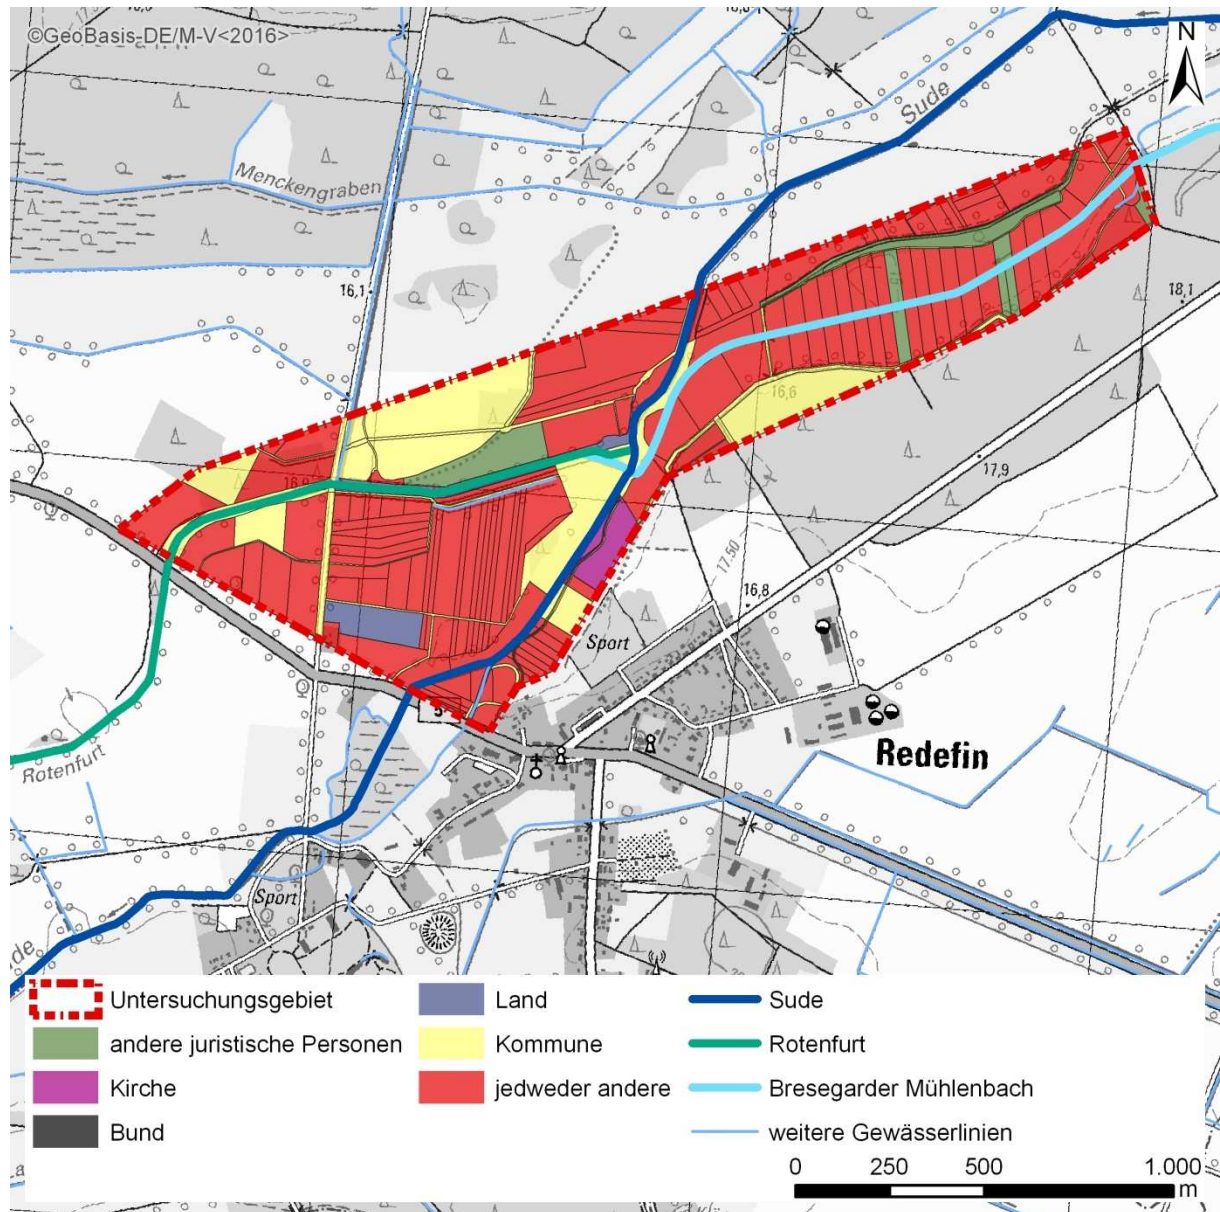 ©GeoBasis-DE/M-V<2016>
N
Sude
Menckengraben
16,1
18,1
16,6
17,9
17.50
16,8
Sport
5
Rotenfurt
Redefin
Sport
Untersuchungsgebiet
Land
Sude
andere juristische Personen
Kommune
Rotenfurt
Kirche
jedweder andere
Bresegarder Mühlenbach
Bund
weitere Gewässerlinien
0 250 500 1.000
m